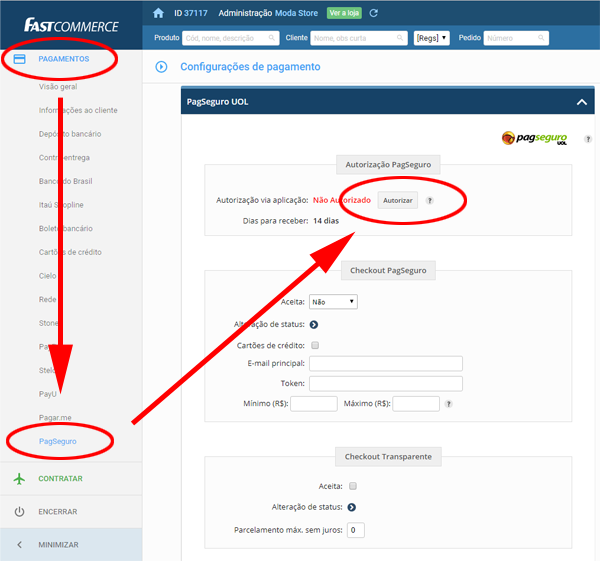 FASTCOMMERCE
ID 37117 Administração Moda Store Ver a loja
Produto Cód, nome, descrição Cliente Nome, obs curta [Regs] Pedido Número
PAGAMENTOS
Visão geral
Informações ao cliente
Depósito bancário
Contra entrega
Banco do Brasil
Itaú Shopline
Boleto bancário
Cartões de crédito
Cielo
Rede
Stone
Stelo
PayU
Pagar.me
PagSeguro
CONTRATAR
ENCERRAR
MINIMIZAR
Configurações de pagamento
PagSeguro UOL
pagseguro
UOL
?
Autorização PagSeguro
Autorização via aplicação: Não Autorizado Autorizar ?
Dias para receber: 14 dias
Checkout PagSeguro
Aceita: Não
Alteração de status:
Cartões de crédito:
E-mail principal:
Token:
Mínimo (R$): Máximo (R$): ?
Checkout Transparente
Aceita:
Alteração de status:
Parcelamento máx. sem juros: 0